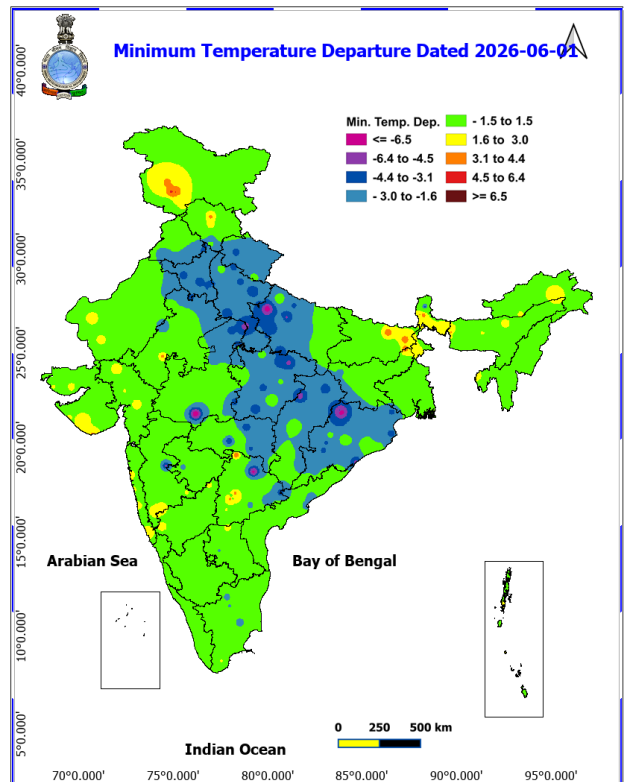 Minimum Temperature Departure Dated 2026-06-01
Min. Temp. Dep.
<= -6.5
-6.4 to -4.5
-4.4 to -3.1
- 3.0 to -1.6
- 1.5 to 1.5
1.6 to 3.0
3.1 to 4.4
4.5 to 6.4
>= 6.5
40°0.000'
35°0.000'
30°0.000'
25°0.000'
20°0.000'
15°0.000'
10°0.000'
5°0.000'
Arabian Sea
Bay of Bengal
Indian Ocean
0 250 500 km
70°0.000' 75°0.000' 80°0.000' 85°0.000' 90°0.000' 95°0.000'